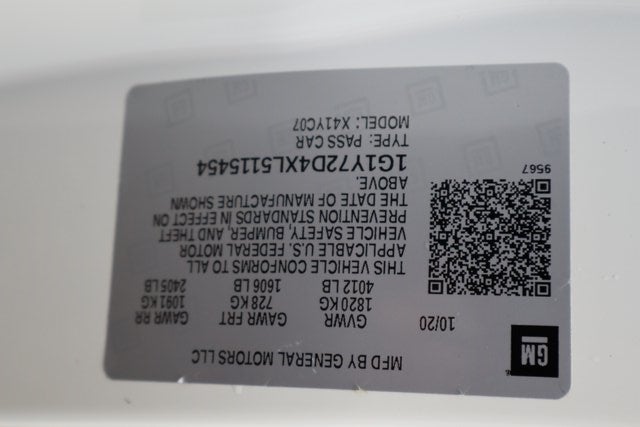 GM
MFD BY GENERAL MOTORS LLC
10/20 GVWR GAWR FRT GAWR RR
1820 KG 728 KG 1091 KG
4012 LB 1606 LB 2405 LB
THIS VEHICLE CONFORMS TO ALL
APPLICABLE U.S. FEDERAL MOTOR
VEHICLE SAFETY, BUMPER, AND THEFT
PREVENTION STANDARDS IN EFFECT ON
THE DATE OF MANUFACTURE SHOWN
ABOVE.
1G1Y72D4XL5115454
TYPE: PASS CAR
MODEL: X41YC07
9567